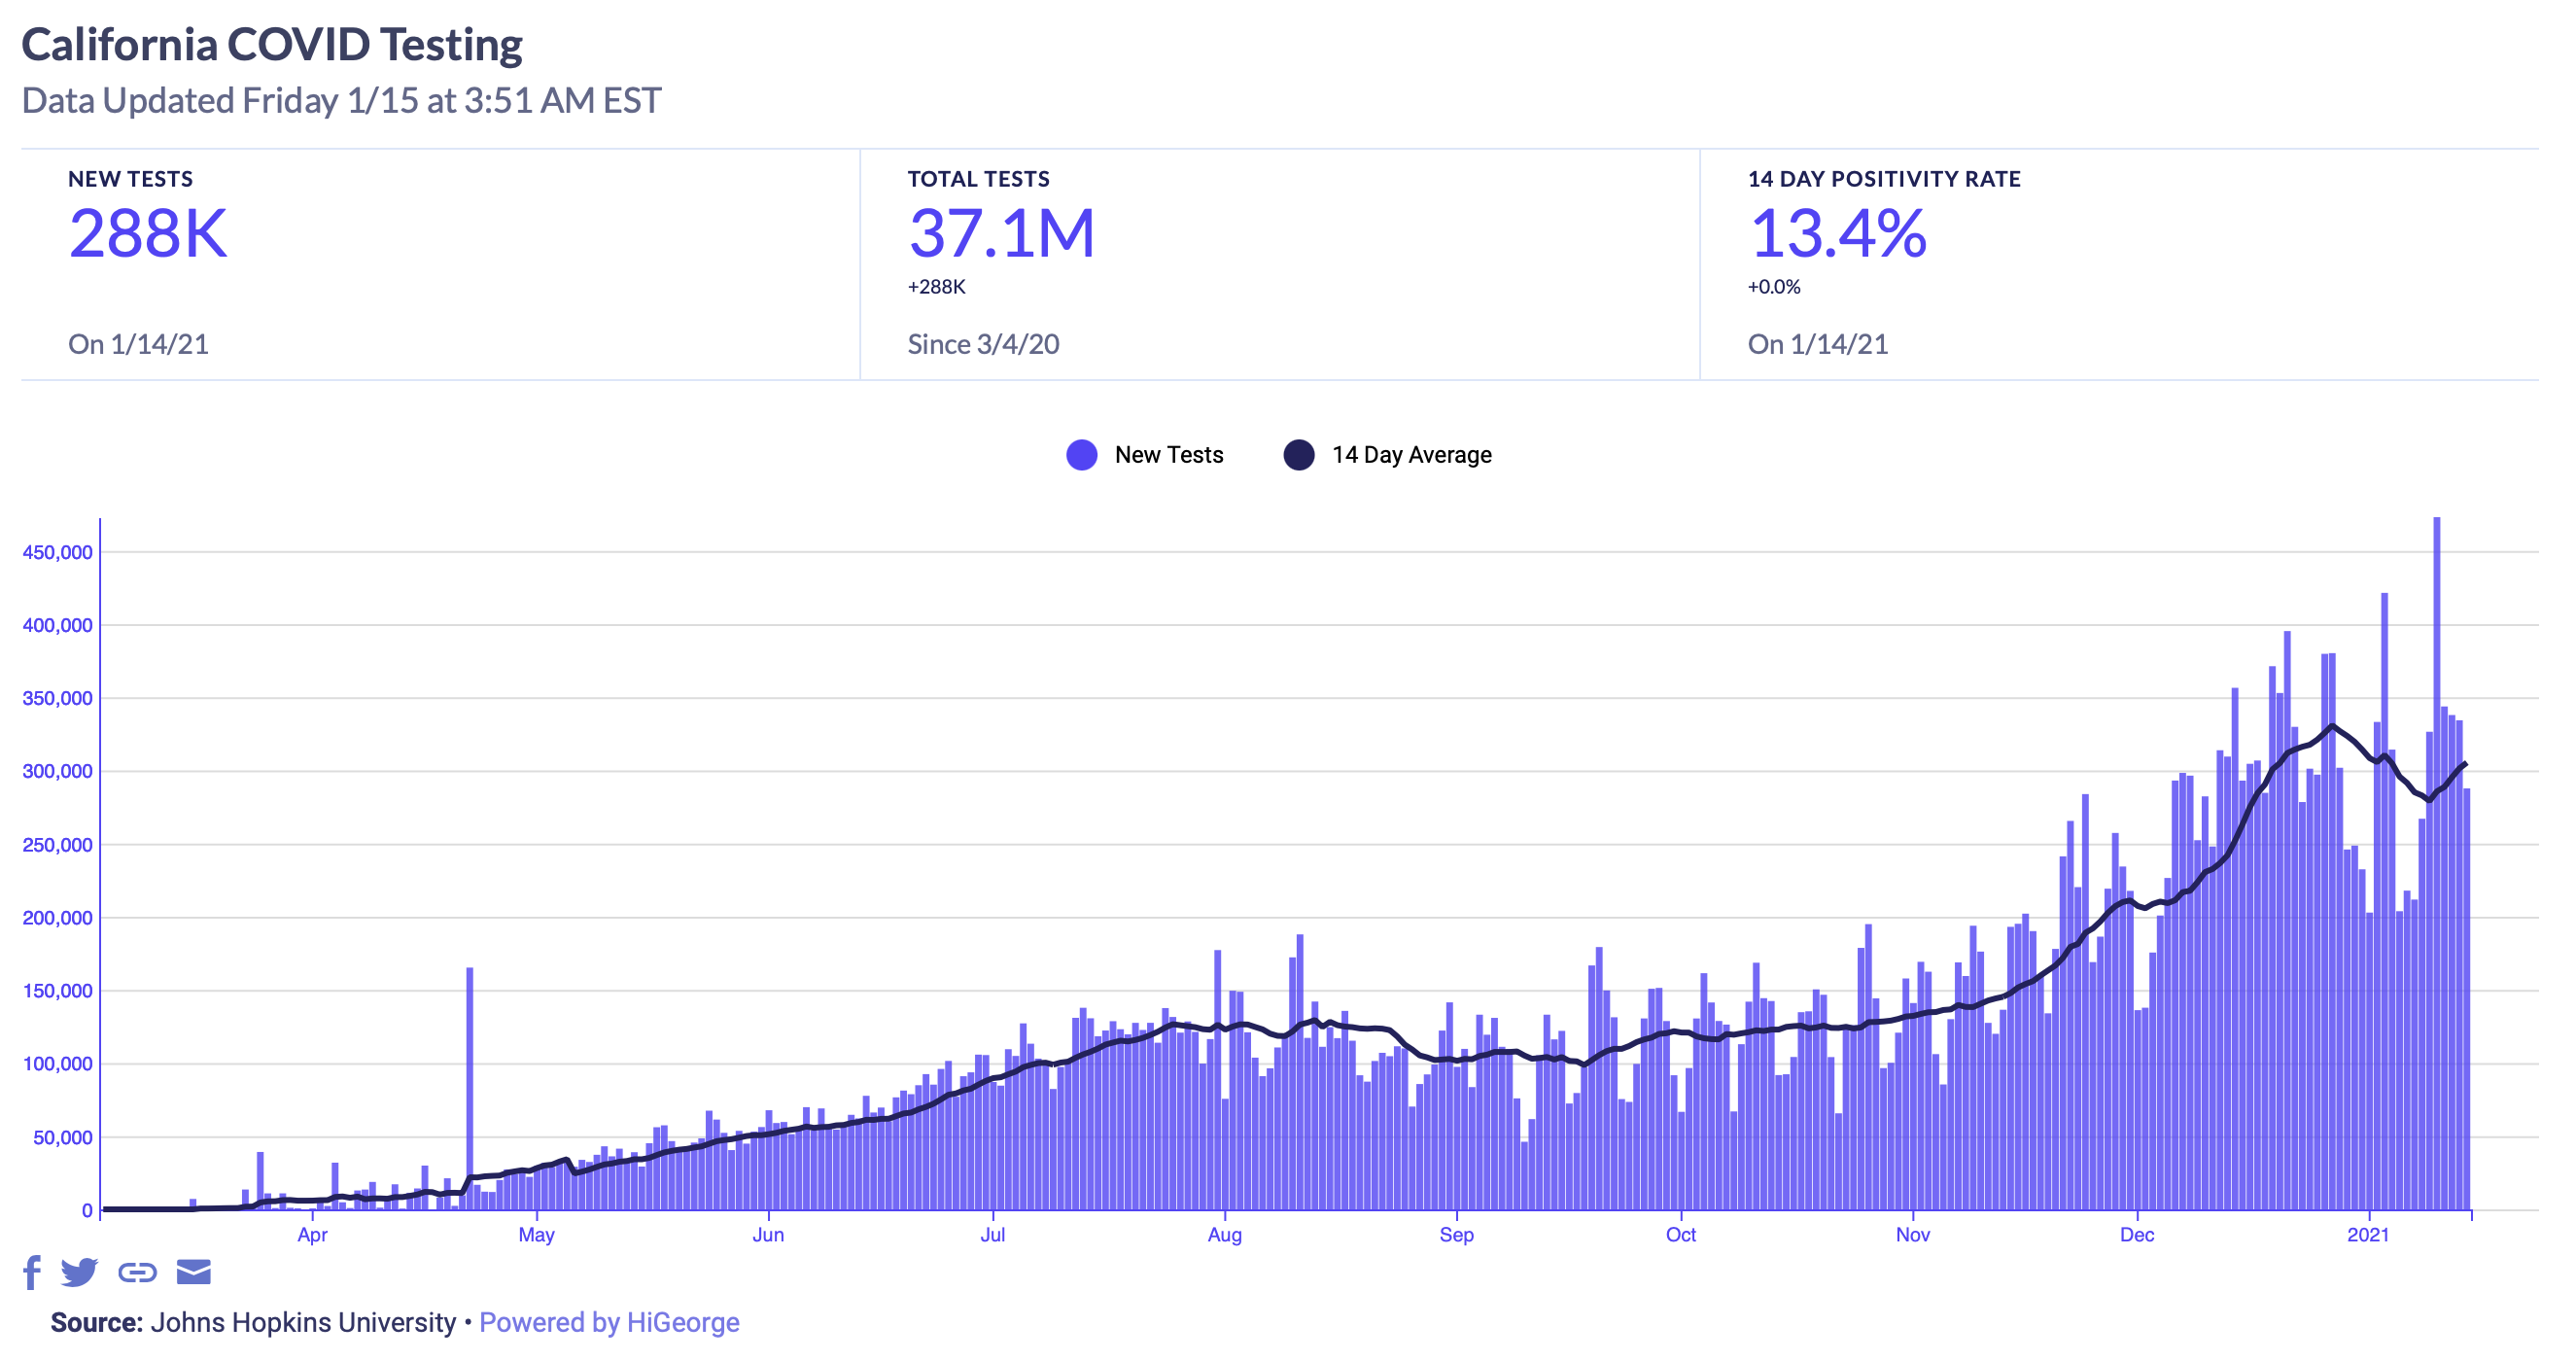 California COVID Testing
Data Updated Friday 1/15 at 3:51 AM EST
NEW TESTS
288K
On 1/14/21
TOTAL TESTS
37.1M
+288K
Since 3/4/20
14 DAY POSITIVITY RATE
13.4%
+0.0%
On 1/14/21
New Tests
14 Day Average
450,000
400,000
350,000
300,000
250,000
200,000
150,000
100,000
50,000
0
Apr May Jun Jul Aug Sep Oct Nov Dec 2021
Source: Johns Hopkins University • Powered by HiGeorge